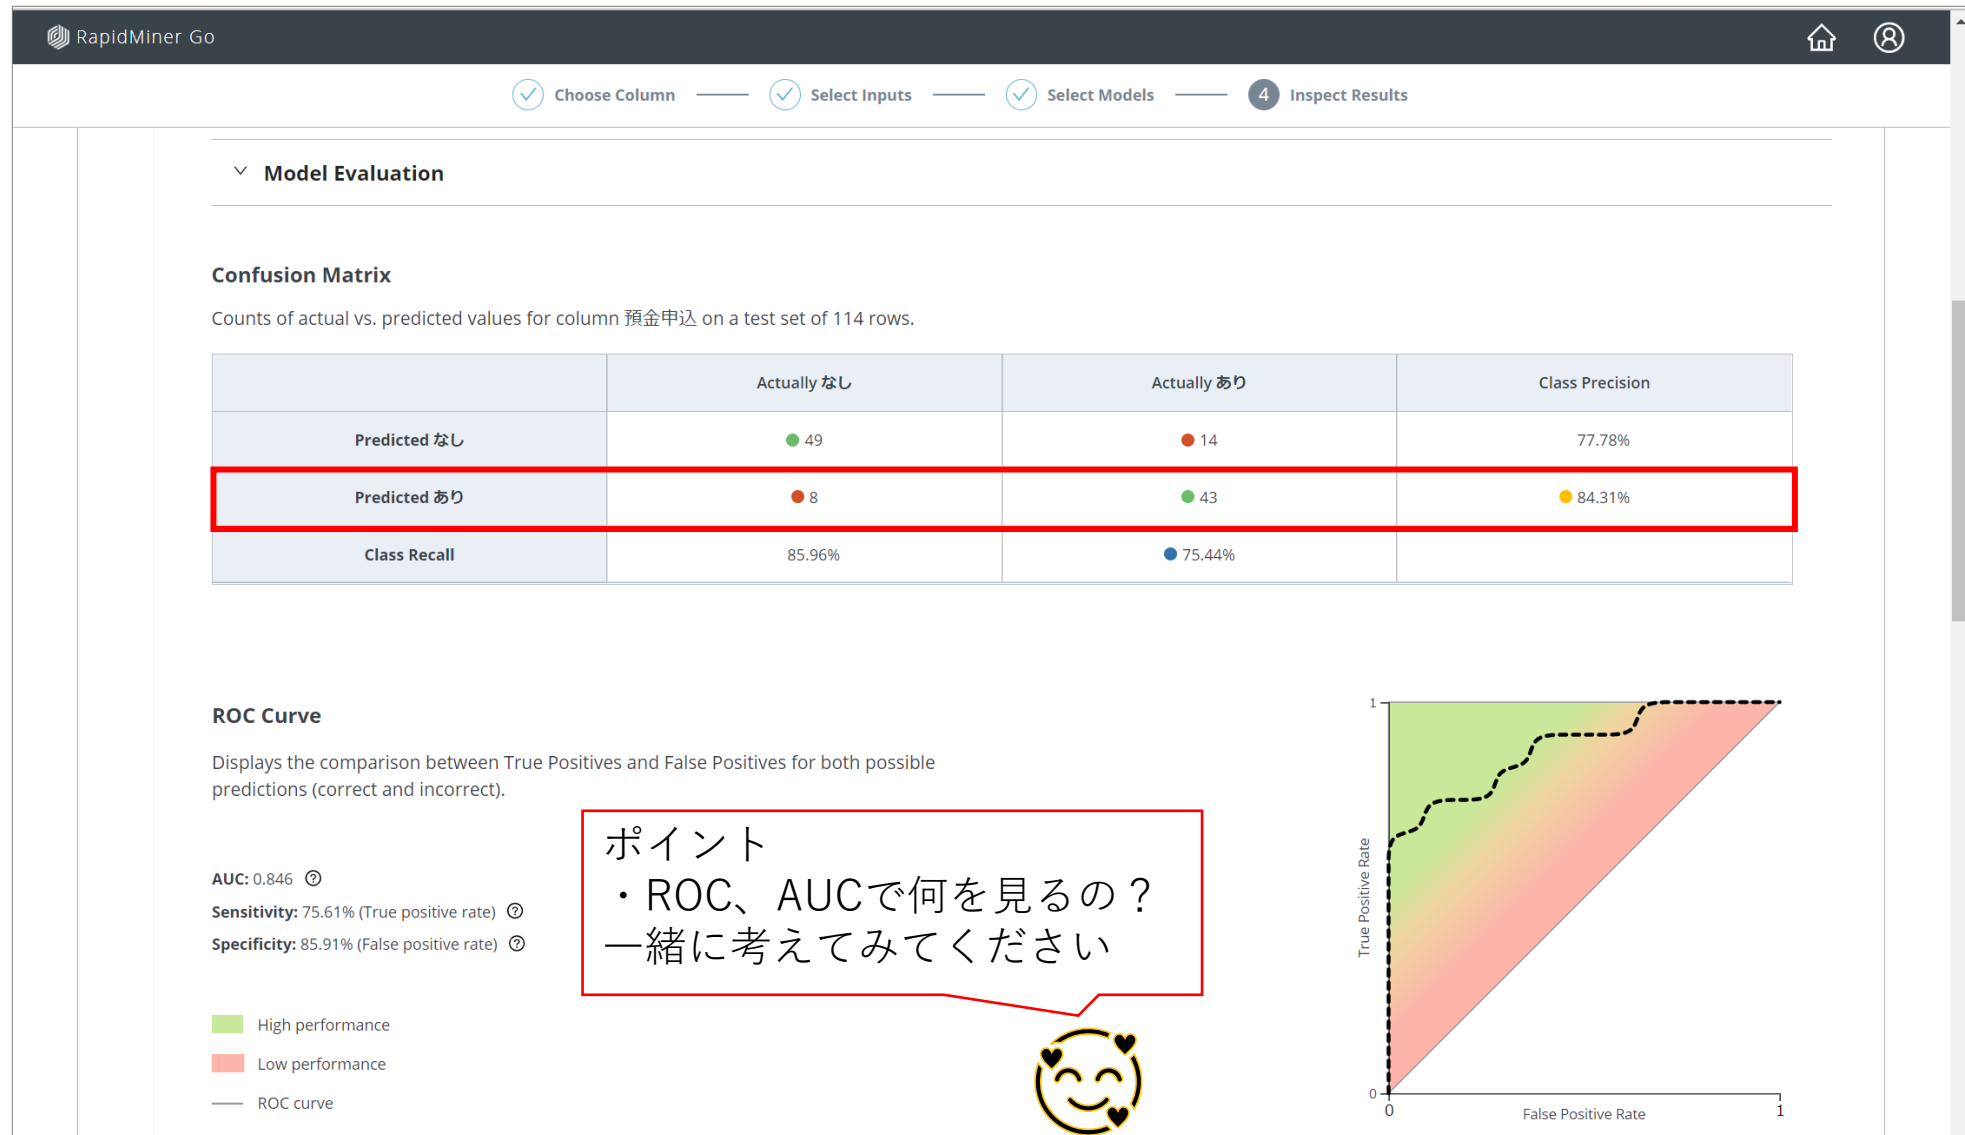 RapidMiner Go
Choose Column
Select Inputs
Select Models
4 Inspect Results
Model Evaluation
Confusion Matrix
Counts of actual vs. predicted values for column 預金申込 on a test set of 114 rows.
Actually なし Actually あり Class Precision
Predicted なし 49 14 77.78%
Predicted あり 8 43 84.31%
Class Recall 85.96% 75.44%
ROC Curve
Displays the comparison between True Positives and False Positives for both possible
predictions (correct and incorrect).
AUC: 0.846
Sensitivity: 75.61% (True positive rate)
Specificity: 85.91% (False positive rate)
High performance
Low performance
ROC curve
ポイント
・ROC、AUCで何を見るの？
一緒に考えてみてください
1
True Positive Rate
0
0
False Positive Rate
1